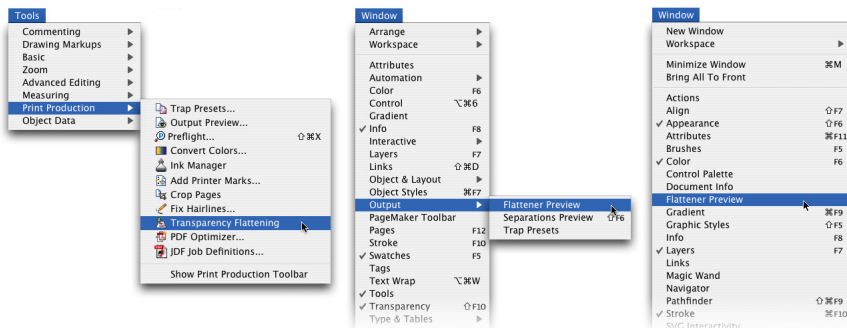 Tools
Commenting
Drawing Markups
Basic
Zoom
Advanced Editing
Measuring
Print Production
Object Data
Trap Presets...
Output Preview...
Preflight... ⇧⌘X
Convert Colors...
Ink Manager
Add Printer Marks...
Crop Pages
Fix Hairlines...
Transparency Flattening
PDF Optimizer...
JDF Job Definitions...
Show Print Production Toolbar
Window
Arrange
Workspace
Attributes
Automation
Color F6
Control ⌥⌘6
Gradient
✓ Info F8
Interactive
Layers F7
Links ⇧⌘D
Object & Layout
Object Styles ⌘F7
Output
PageMaker Toolbar
Pages F12
Stroke F10
✓ Swatches F5
Tags
Text Wrap ⌥⌘W
✓ Tools
✓ Transparency ⇧F10
Type & Tables
Flattener Preview
Separations Preview ⇧F6
Trap Presets
Window
New Window
Workspace
Minimize Window ⌘M
Bring All To Front
Actions
Align ⇧F7
✓ Appearance ⇧F6
Attributes ⌘F11
Brushes F5
✓ Color F6
Control Palette
Document Info
Flattener Preview
Gradient ⌘F9
Graphic Styles ⇧F5
Info F8
✓ Layers F7
Links
Magic Wand
Navigator
Pathfinder ⇧⌘F9
✓ Stroke ⌘F10
SVG Interactivity